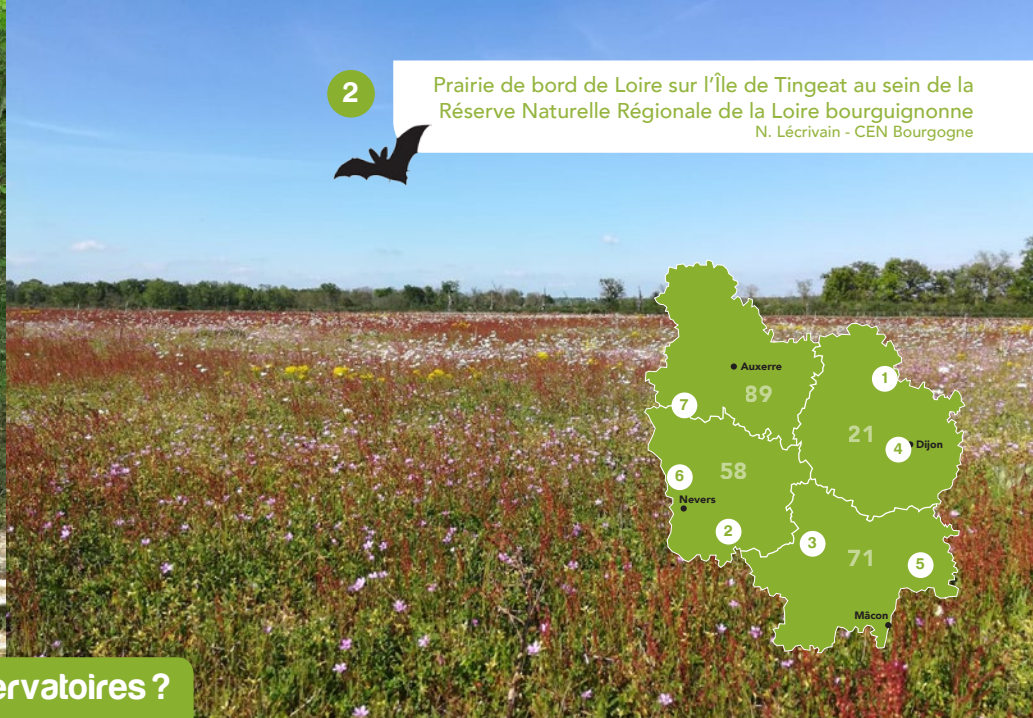 2
Prairie de bord de Loire sur l'Île de Tingeat au sein de la
Réserve Naturelle Régionale de la Loire bourguignonne
N. Lécrivain - CEN Bourgogne
Auxerre
89
1
7
21
4
Dijon
6
58
Nevers
2
3
71
5
Mâcon
ervatoires ?